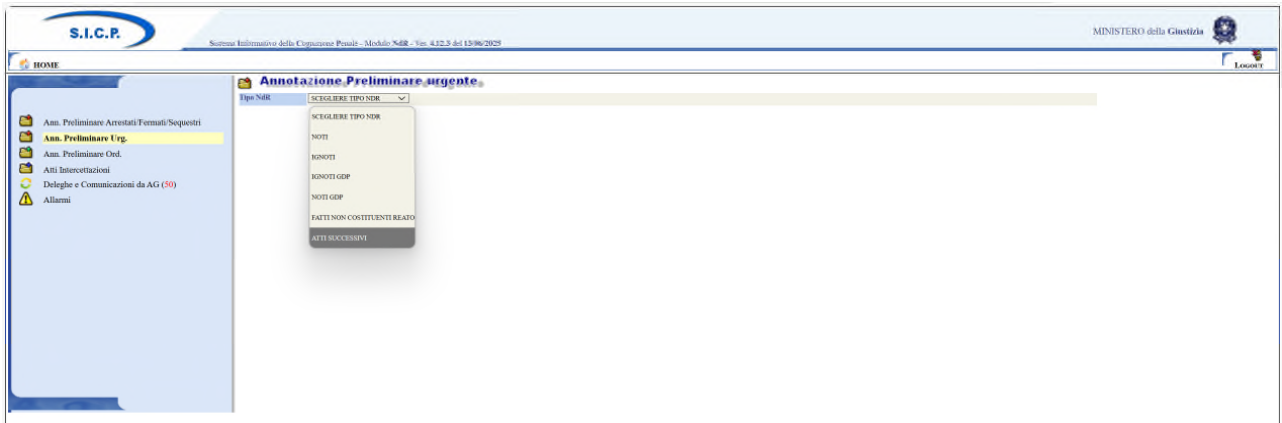 S.I.C.P.
Sistema Informativo della Cognizione Penale - Modulo NdR - Ver. 4.12.3 del 13/06/2025
MINISTERO della Giustizia
HOME
LOGOUT
Annotazione Preliminare urgente
Tipo NdR
SCEGLIERE TIPO NDR
SCEGLIERE TIPO NDR
NOTI
IGNOTI
IGNOTI GDP
NOTI GDP
FATTI NON COSTITUENTI REATO
ATTI SUCCESSIVI
Ann. Preliminare Arrestati/Fermati/Sequestri
Ann. Preliminare Urg.
Ann. Preliminare Ord.
Atti Intercettazioni
Deleghe e Comunicazioni da AG (50)
Allarmi